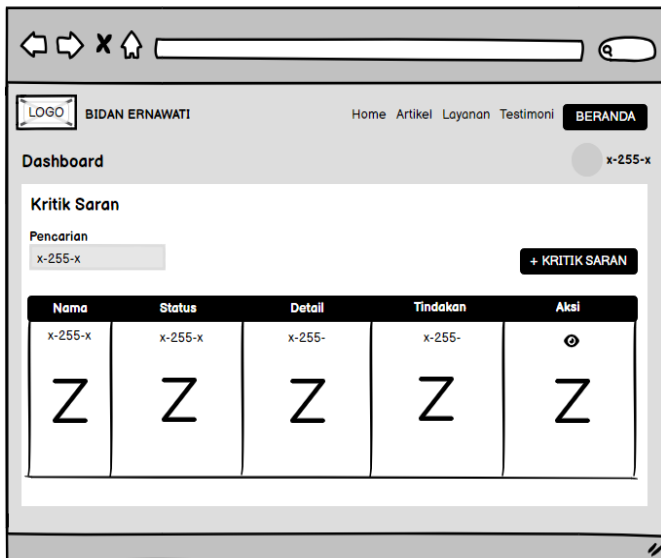 LOGO BIDAN ERNAWATI Home Artikel Layanan Testimoni BERANDA
Dashboard x-255-x
Kritik Saran
Pencarian
x-255-x
+ KRITIK SARAN
Nama Status Detail Tindakan Aksi
x-255-x x-255-x x-255- x-255-
Z Z Z Z Z